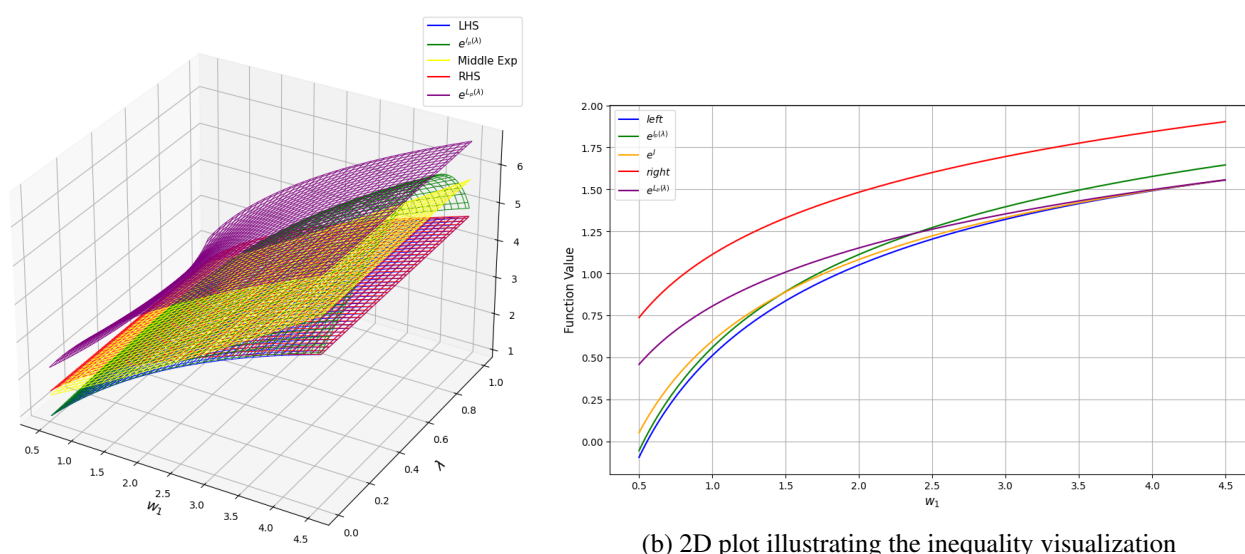 LHS
e^{l_p(λ)}
Middle Exp
RHS
e^{L_p(λ)}
6
5
4
3
2
1
0.5
1.0
1.5
2.0
2.5
3.0
3.5
4.0
4.5
w_1
0.0
0.2
0.4
0.6
0.8
1.0
λ
left
e^{l_p(λ)}
e^I
right
e^{L_p(λ)}
2.00
1.75
1.50
1.25
1.00
0.75
0.50
0.25
0.00
Function Value
0.5 1.0 1.5 2.0 2.5 3.0 3.5 4.0 4.5
w_1
(b) 2D plot illustrating the inequality visualization